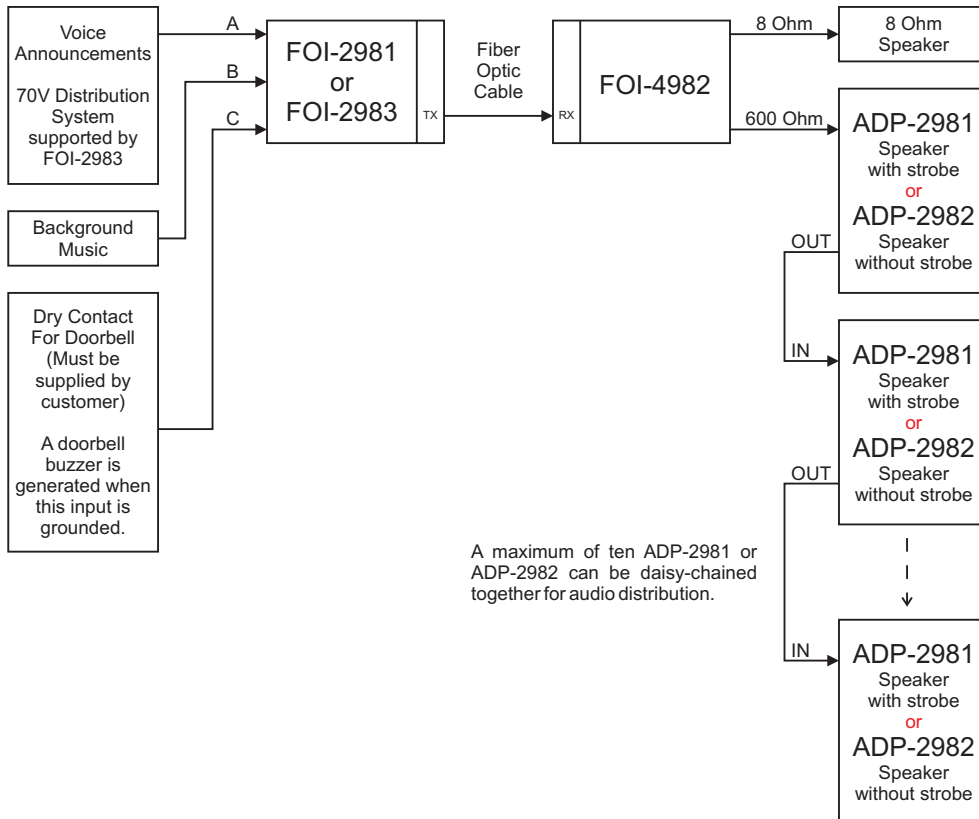 Voice
Announcements
70V Distribution
System
supported by
FOI-2983
Background
Music
Dry Contact
For Doorbell
(Must be
supplied by
customer)
A doorbell
buzzer is
generated when
this input is
grounded.
A
B
C
FOI-2981
or
FOI-2983
TX
Fiber
Optic
Cable
RX
FOI-4982
8 Ohm
600 Ohm
8 Ohm
Speaker
ADP-2981
Speaker
with strobe
or
ADP-2982
Speaker
without strobe
OUT
IN
ADP-2981
Speaker
with strobe
or
ADP-2982
Speaker
without strobe
OUT
A maximum of ten ADP-2981 or
ADP-2982 can be daisy-chained
together for audio distribution.
IN
ADP-2981
Speaker
with strobe
or
ADP-2982
Speaker
without strobe